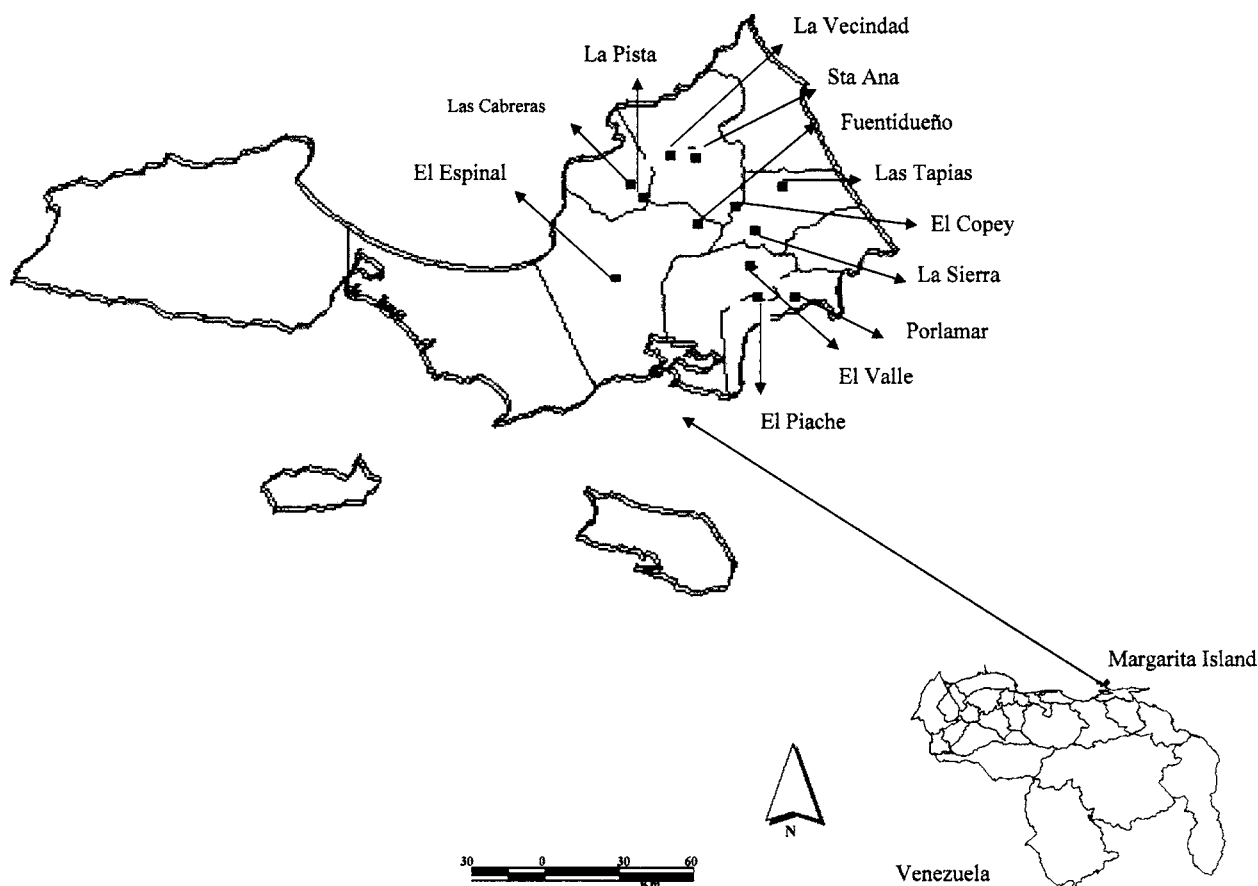 La Vecindad
La Pista
Sta Ana
Las Cabreras
Fuentidueño
El Espinal
Las Tapias
El Copey
La Sierra
Porlamar
El Valle
El Piache
Margarita Island
N
30 0 30 60
KM
Venezuela